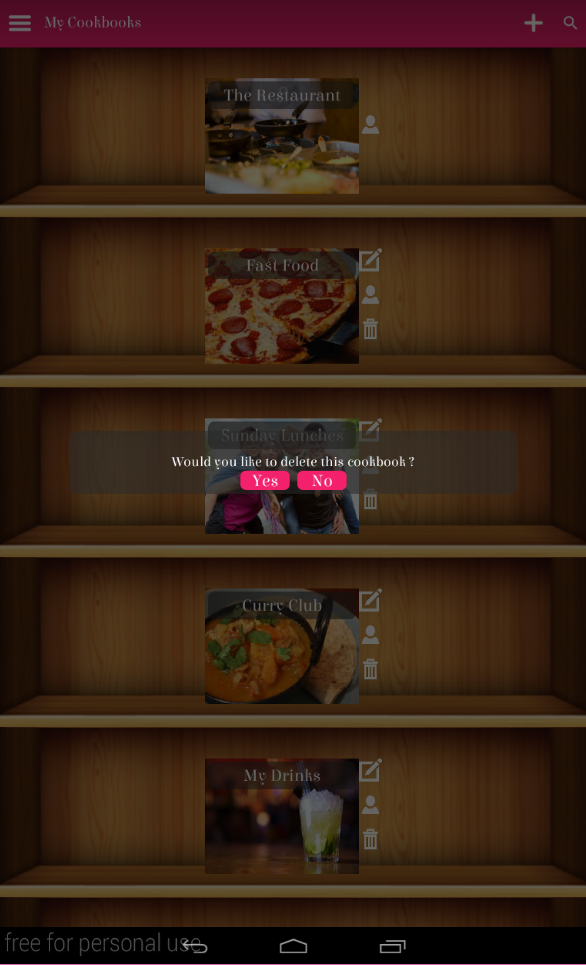 My Cookbooks
The Restaurant
Fast Food
Sunday Lunches
Would you like to delete this cookbook ?
Yes No
Curry Club
My Drinks
free for personal use